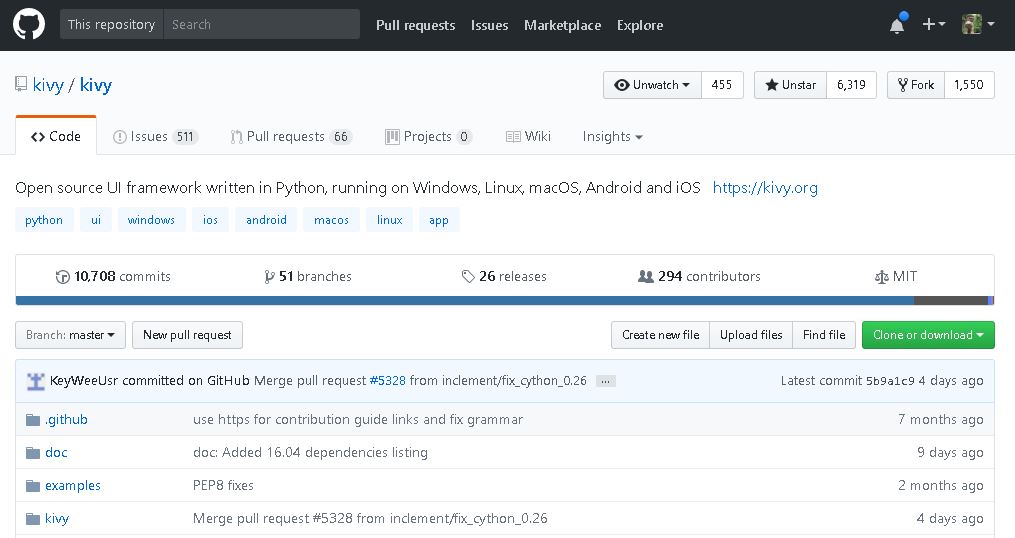 This repository Search Pull requests Issues Marketplace Explore
kivy / kivy Unwatch 455 Unstar 6,319 Fork 1,550
Code Issues 511 Pull requests 66 Projects 0 Wiki Insights
Open source UI framework written in Python, running on Windows, Linux, macOS, Android and iOS https://kivy.org
python ui windows ios android macos linux app
10,708 commits 51 branches 26 releases 294 contributors MIT
Branch: master New pull request Create new file Upload files Find file Clone or download
KeyWeeUsr committed on GitHub Merge pull request #5328 from inclement/fix_cython_0.26 ... Latest commit 5b9a1c9 4 days ago
.github use https for contribution guide links and fix grammar 7 months ago
doc doc: Added 16.04 dependencies listing 9 days ago
examples PEP8 fixes 2 months ago
kivy Merge pull request #5328 from inclement/fix_cython_0.26 4 days ago